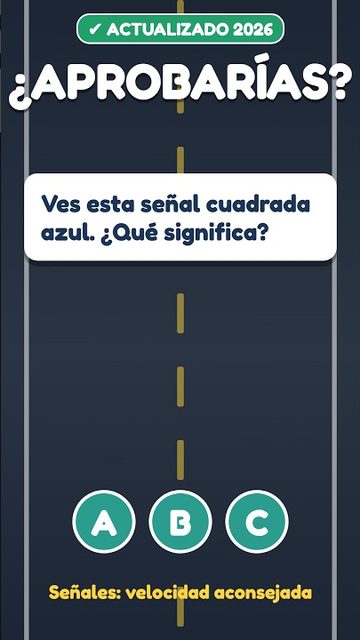 ✔ ACTUALIZADO 2026
¿APROBARÍAS?
Ves esta señal cuadrada
azul. ¿Qué significa?
A B C
Señales: velocidad aconsejada